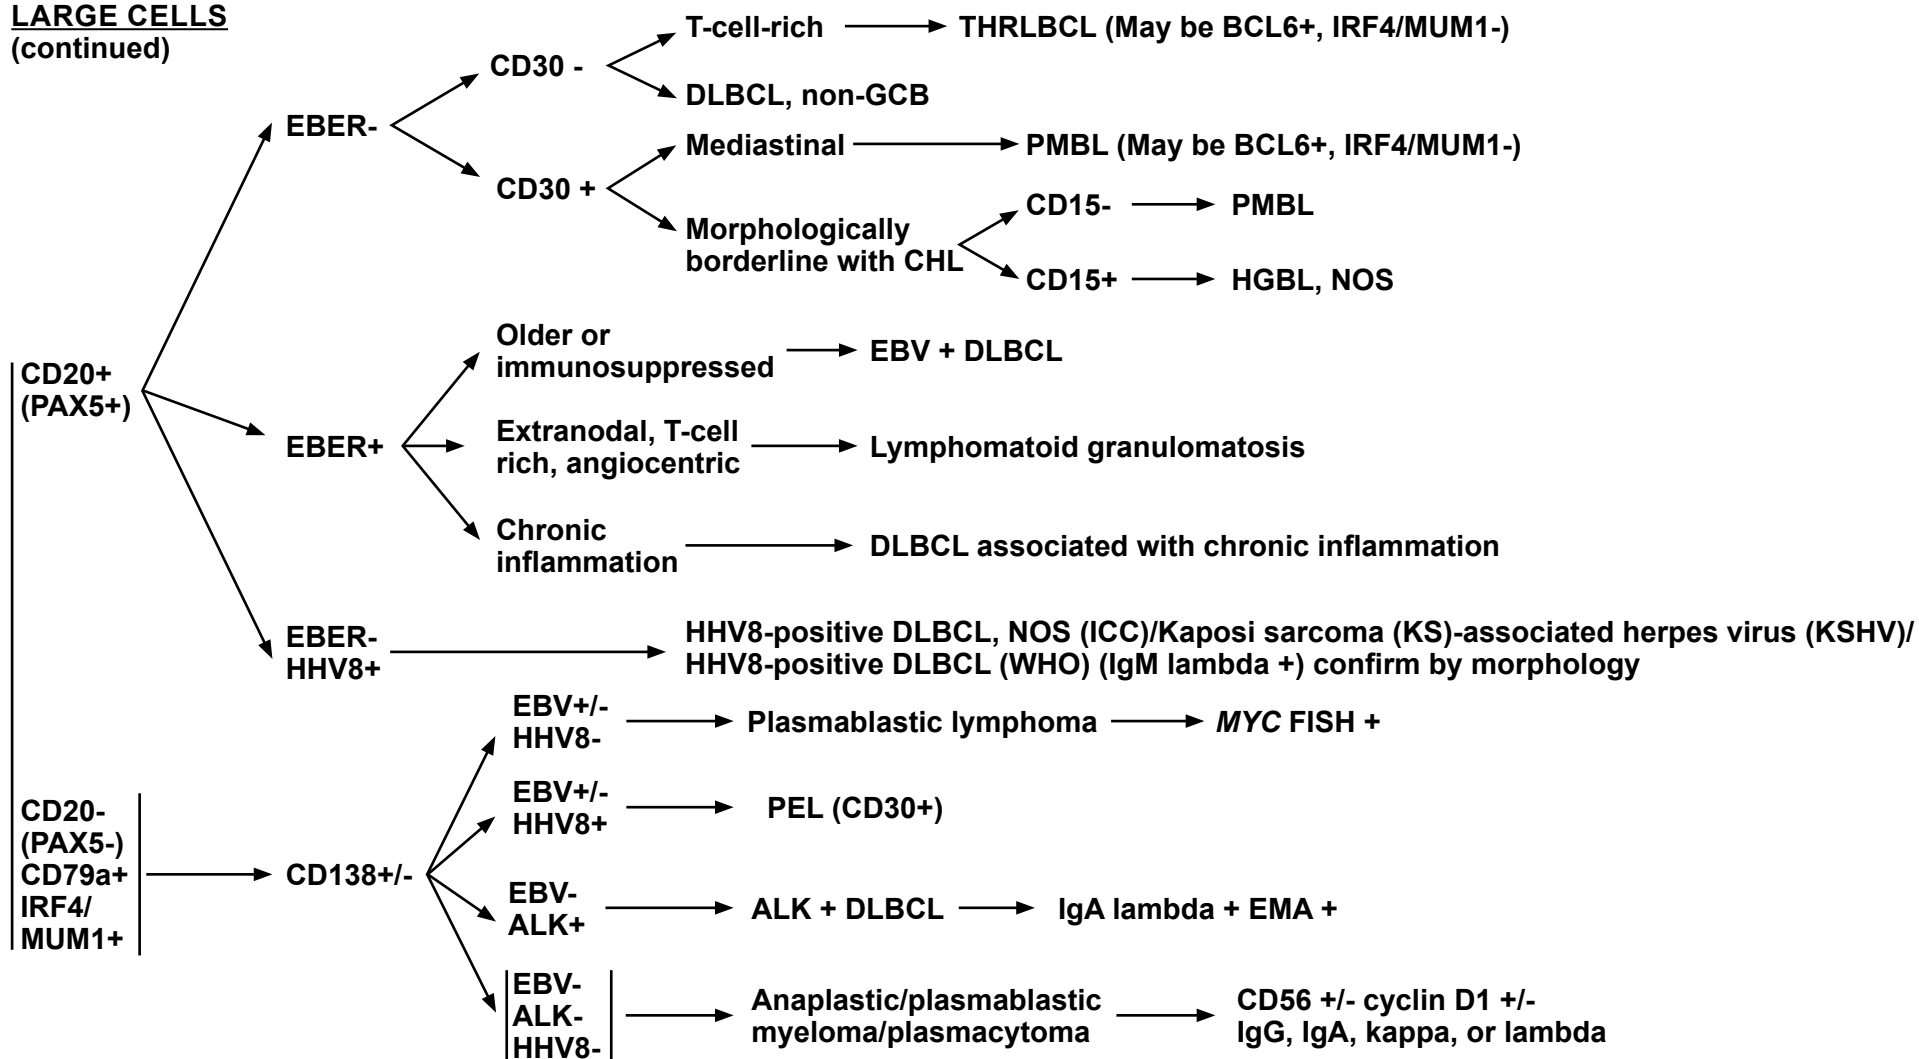 LARGE CELLS
(continued)
T-cell-rich
THRLBCL (May be BCL6+, IRF4/MUM1-)
CD30 -
DLBCL, non-GCB
EBER-
Mediastinal
PMBL (May be BCL6+, IRF4/MUM1-)
CD30 +
CD15-
PMBL
Morphologically
borderline with CHL
CD15+
HGBL, NOS
Older or
immunosuppressed
EBV + DLBCL
CD20+
(PAX5+)
EBER+
Extranodal, T-cell
rich, angiocentric
Lymphomatoid granulomatosis
Chronic
inflammation
DLBCL associated with chronic inflammation
EBER-
HHV8+
HHV8-positive DLBCL, NOS (ICC)/Kaposi sarcoma (KS)-associated herpes virus (KSHV)/
HHV8-positive DLBCL (WHO) (IgM lambda +) confirm by morphology
EBV+/-
HHV8-
Plasmablastic lymphoma
MYC FISH +
EBV+/-
HHV8+
PEL (CD30+)
CD20-
(PAX5-)
CD79a+
IRF4/
MUM1+
CD138+/-
EBV-
ALK+
ALK + DLBCL
IgA lambda + EMA +
EBV-
ALK-
HHV8-
Anaplastic/plasmablastic
myeloma/plasmacytoma
CD56 +/- cyclin D1 +/-
IgG, IgA, kappa, or lambda